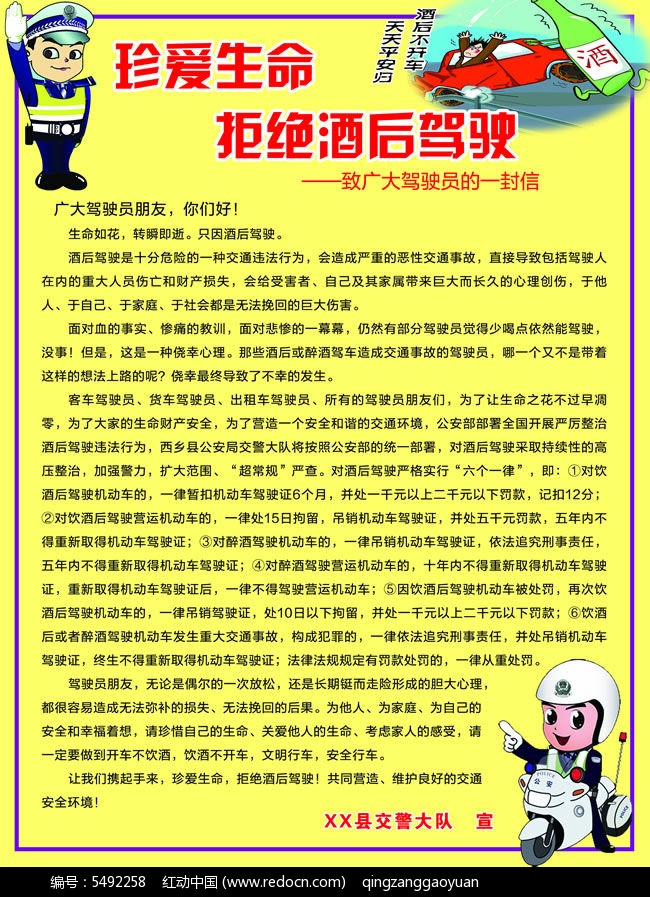 酒后不开车
天天平安归
酒
珍爱生命
拒绝酒后驾驶
——致广大驾驶员的一封信
广大驾驶员朋友，你们好！
生命如花，转瞬即逝。只因酒后驾驶。
酒后驾驶是十分危险的一种交通违法行为，会造成严重的恶性交通事故，直接导致包括驾驶人
在内的重大人员伤亡和财产损失，会给受害者、自己及其家属带来巨大而长久的心理创伤，于他
人、于自己、于家庭、于社会都是无法挽回的巨大伤害。
面对血的事实、惨痛的教训，面对悲惨的一幕幕，仍然有部分驾驶员觉得少喝点依然能驾驶，
没事！但是，这是一种侥幸心理。那些酒后或醉酒驾车造成交通事故的驾驶员，哪一个又不是带着
这样的想法上路的呢？侥幸最终导致了不幸的发生。
客车驾驶员、货车驾驶员、出租车驾驶员、所有的驾驶员朋友们，为了让生命之花不过早凋
零，为了大家的生命财产安全，为了营造一个安全和谐的交通环境，公安部部署全国开展严厉整治
酒后驾驶违法行为，西乡县公安局交警大队将按照公安部的统一部署，对酒后驾驶采取持续性的高
压整治，加强警力，扩大范围、“超常规”严查。对酒后驾驶严格实行“六个一律”，即：①对饮
酒后驾驶机动车的，一律暂扣机动车驾驶证6个月，并处一千元以上二千元以下罚款，记扣12分；
②对饮酒后驾驶营运机动车的，一律处15日拘留，吊销机动车驾驶证，并处五千元罚款，五年内不
得重新取得机动车驾驶证；③对醉酒驾驶机动车的，一律吊销机动车驾驶证，依法追究刑事责任，
五年内不得重新取得机动车驾驶证；④对醉酒驾驶营运机动车的，十年内不得重新取得机动车驾驶
证，重新取得机动车驾驶证后，一律不得驾驶营运机动车；⑤因饮酒后驾驶机动车被处罚，再次饮
酒后驾驶机动车的，一律吊销驾驶证，处10日以下拘留，并处一千元以上二千元以下罚款；⑥饮酒
后或者醉酒驾驶机动车发生重大交通事故，构成犯罪的，一律依法追究刑事责任，并处吊销机动车
驾驶证，终生不得重新取得机动车驾驶证；法律法规规定有罚款处罚的，一律从重处罚。
驾驶员朋友，无论是偶尔的一次放松，还是长期铤而走险形成的胆大心理，
都很容易造成无法弥补的损失、无法挽回的后果。为他人、为家庭、为自己的
安全和幸福着想，请珍惜自己的生命、关爱他人的生命、考虑家人的感受，请
一定要做到开车不饮酒，饮酒不开车，文明行车，安全行车。
让我们携起手来，珍爱生命，拒绝酒后驾驶！共同营造、维护良好的交通
安全环境！
XX县交警大队 宣
POLICE
公安
编号：5492258 红动中国 (www.redocn.com) qingzanggaoyuan